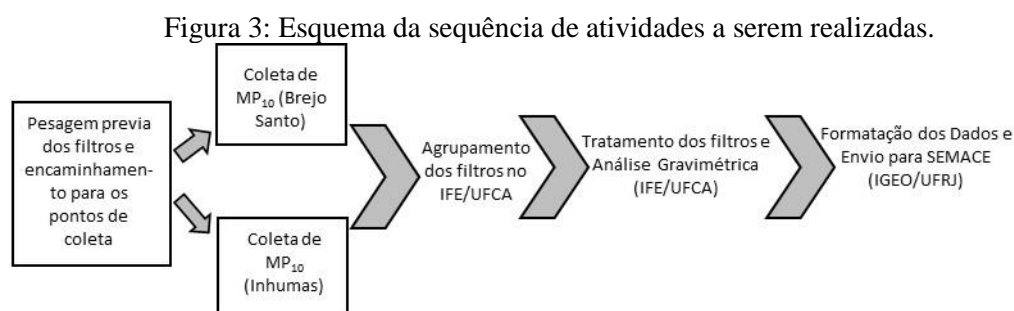 Figura 3: Esquema da sequência de atividades a serem realizadas.
Pesagem previa
dos filtros e
encaminhamen-
to para os
pontos de
coleta
Coleta de
MP₁₀ (Brejo
Santo)
Coleta de
MP₁₀
(Inhumas)
Agrupamento
dos filtros no
IFE/UFCA
Tratamento dos filtros e
Análise Gravimétrica
(IFE/UFCA)
Formatação dos Dados e
Envio para SEMACE
(IGEO/UFRJ)